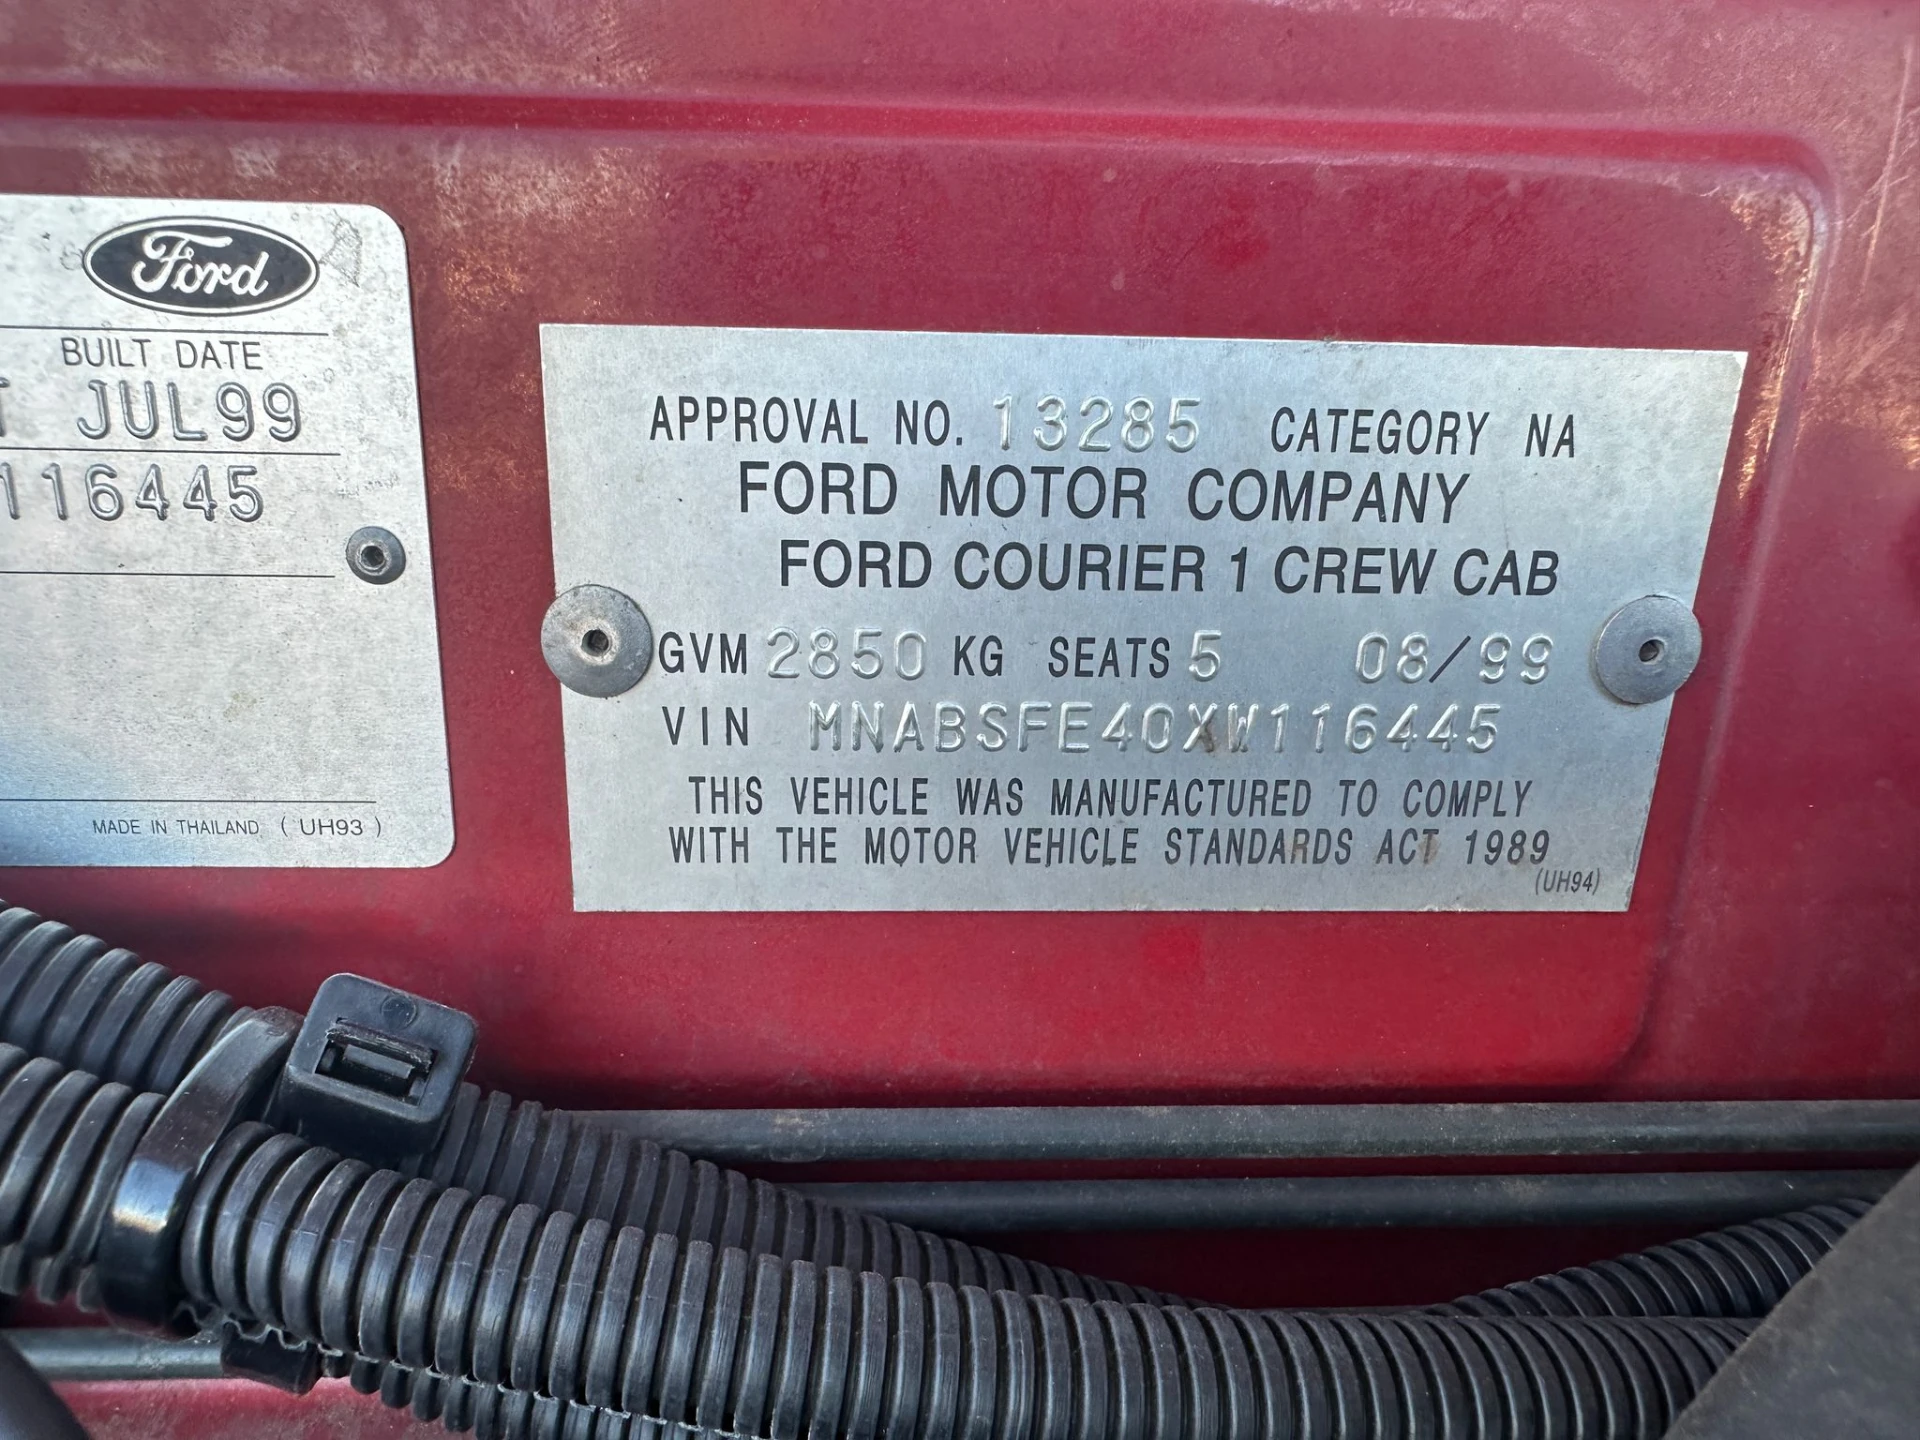 Ford
BUILT DATE
T JUL99
116445
MADE IN THAILAND (UH93)
APPROVAL NO. 13285 CATEGORY NA
FORD MOTOR COMPANY
FORD COURIER 1 CREW CAB
GVM 2850 KG SEATS 5 08/99
VIN MNABSFE40XW116445
THIS VEHICLE WAS MANUFACTURED TO COMPLY
WITH THE MOTOR VEHICLE STANDARDS ACT 1989
(UH94)